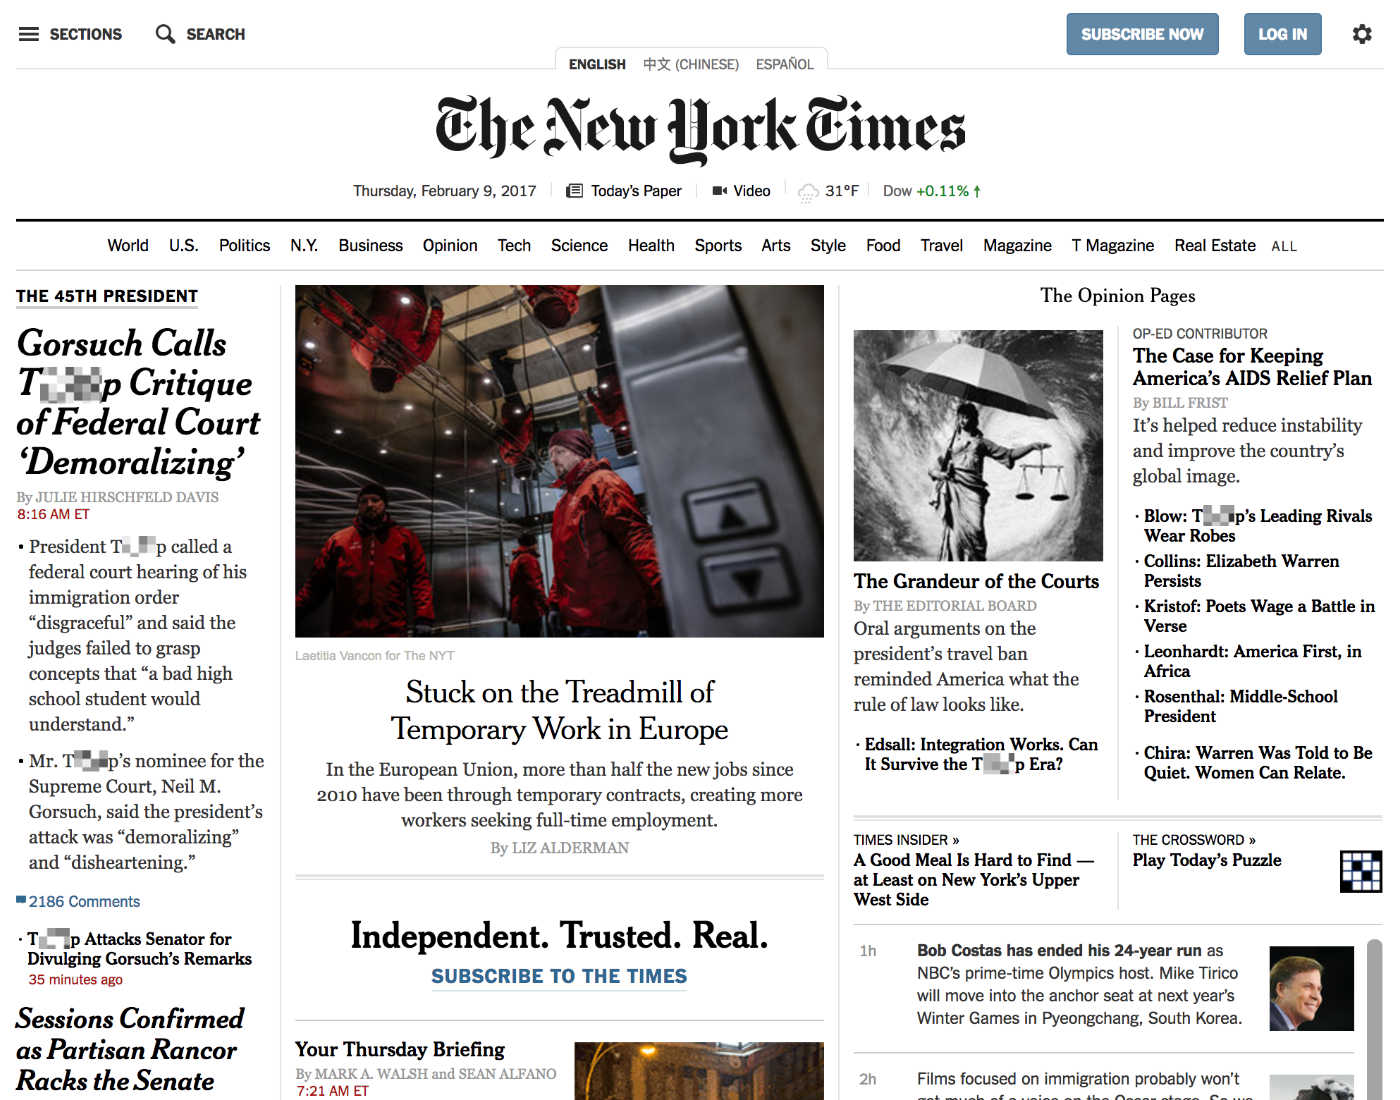 SECTIONS
SEARCH
SUBSCRIBE NOW
LOG IN
ENGLISH 中文 (CHINESE) ESPAÑOL
The New York Times
Thursday, February 9, 2017
Today's Paper
Video
31°F
Dow +0.11%
World U.S. Politics N.Y. Business Opinion Tech Science Health Sports Arts Style Food Travel Magazine T Magazine Real Estate ALL
THE 45TH PRESIDENT
Gorsuch Calls
Critique
of Federal Court
‘Demoralizing’
By JULIE HIRSCHFELD DAVIS
8:16 AM ET
• President called a
federal court hearing of his
immigration order
“disgraceful” and said the
judges failed to grasp
concepts that “a bad high
school student would
understand.”
• Mr. nominee for the
Supreme Court, Neil M.
Gorsuch, said the president’s
attack was “demoralizing”
and “disheartening.”
2186 Comments
· Attacks Senator for
Divulging Gorsuch’s Remarks
35 minutes ago
Sessions Confirmed
as Partisan Rancor
Racks the Senate
Laetitia Vancon for The NYT
Stuck on the Treadmill of
Temporary Work in Europe
In the European Union, more than half the new jobs since
2010 have been through temporary contracts, creating more
workers seeking full-time employment.
By LIZ ALDERMAN
Independent. Trusted. Real.
SUBSCRIBE TO THE TIMES
Your Thursday Briefing
By MARK A. WALSH and SEAN ALFANO
7:21 AM ET
The Opinion Pages
The Grandeur of the Courts
By THE EDITORIAL BOARD
Oral arguments on the
president’s travel ban
reminded America what the
rule of law looks like.
· Edsall: Integration Works. Can
It Survive the Era?
OP-ED CONTRIBUTOR
The Case for Keeping
America’s AIDS Relief Plan
By BILL FRIST
It’s helped reduce instability
and improve the country’s
global image.
· Blow: Leading Rivals
Wear Robes
· Collins: Elizabeth Warren
Persists
· Kristof: Poets Wage a Battle in
Verse
· Leonhardt: America First, in
Africa
· Rosenthal: Middle-School
President
· Chira: Warren Was Told to Be
Quiet. Women Can Relate.
TIMES INSIDER »
A Good Meal Is Hard to Find —
at Least on New York’s Upper
West Side
THE CROSSWORD »
Play Today’s Puzzle
1h
Bob Costas has ended his 24-year run as
NBC’s prime-time Olympics host. Mike Tirico
will move into the anchor seat at next year’s
Winter Games in Pyeongchang, South Korea.
2h
Films focused on immigration probably won’t
much of a voice on the Oscar stage. So we